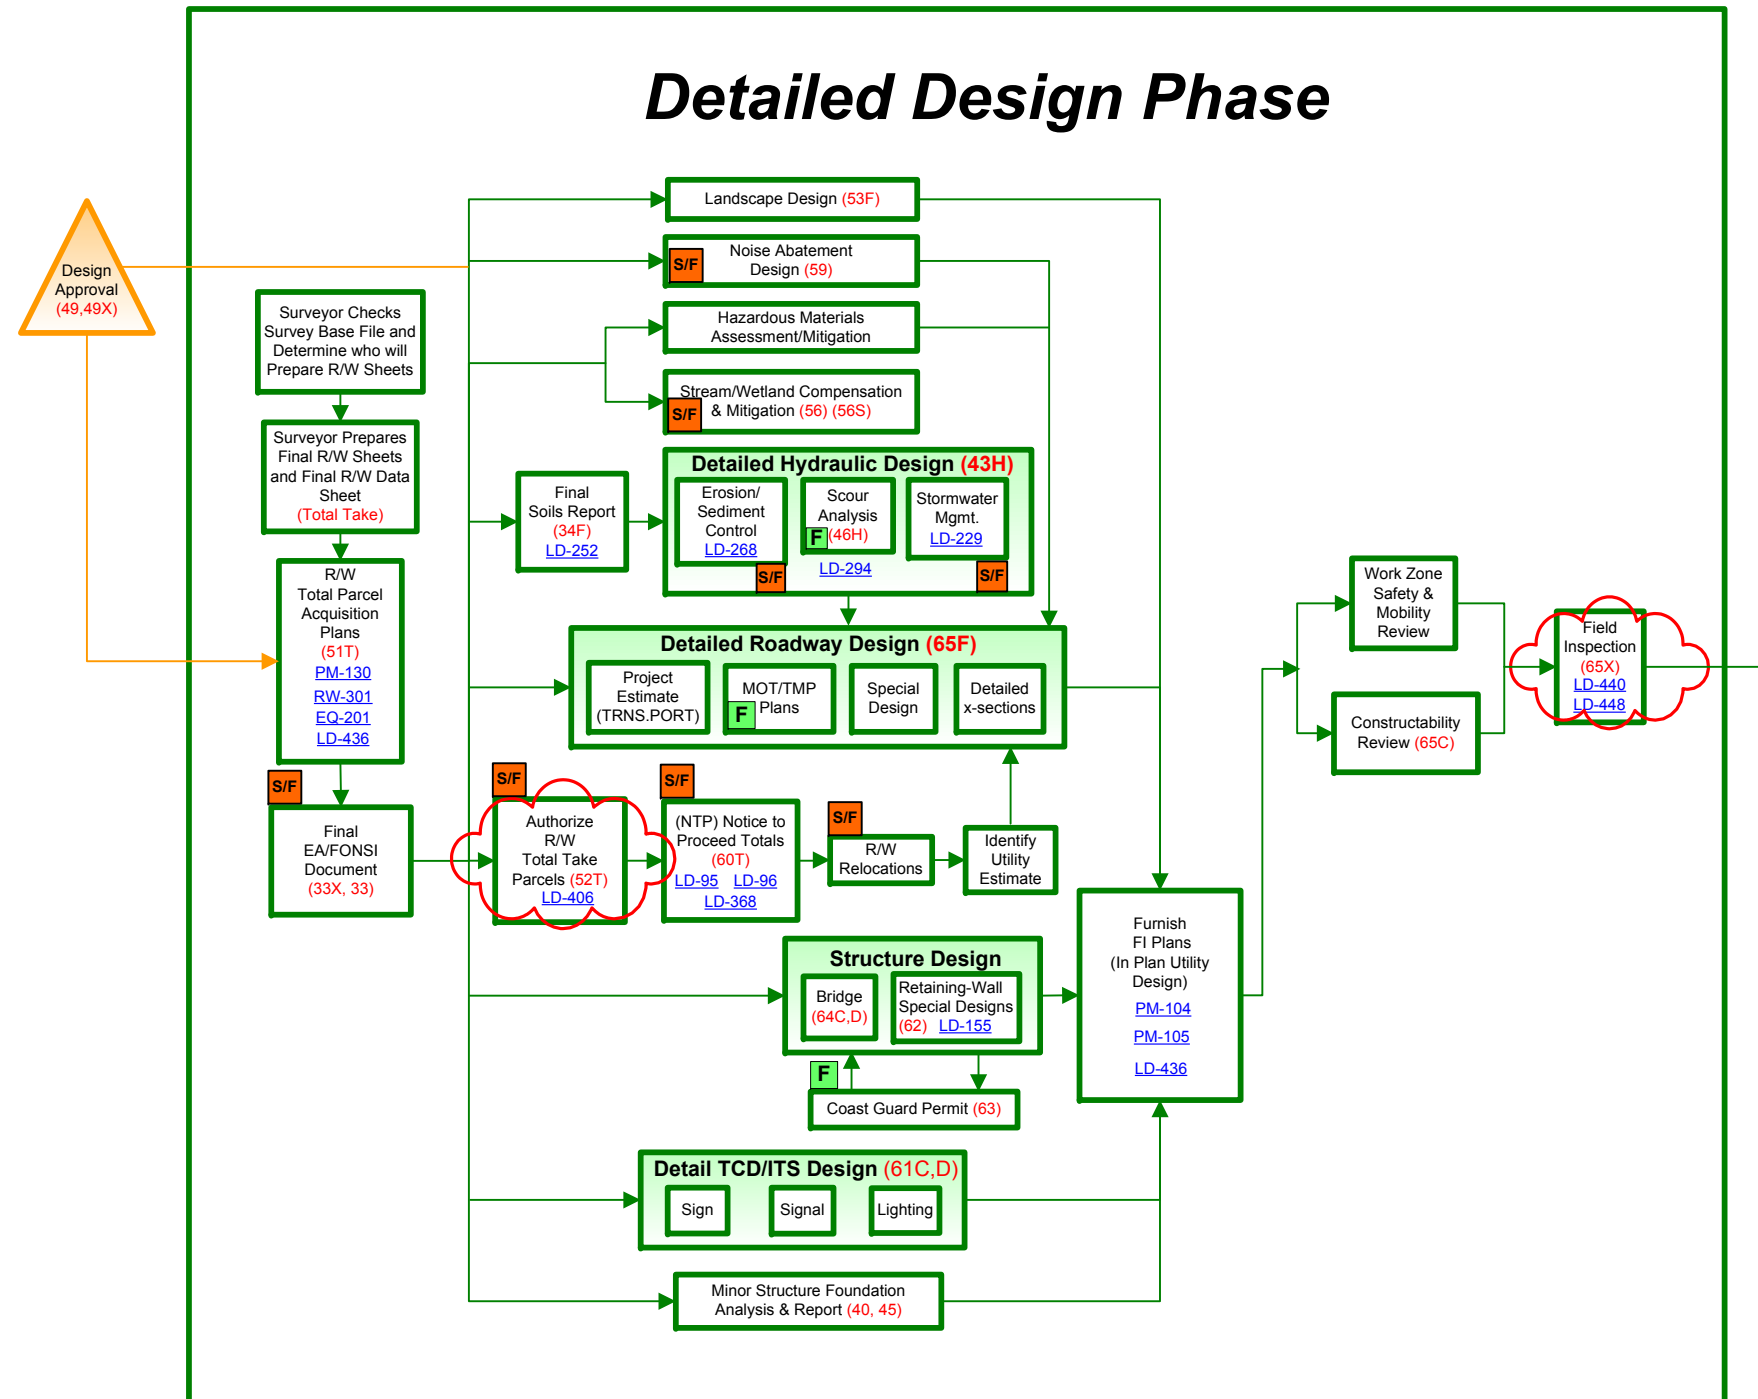 Detailed Design Phase
Design
Approval
(49,49X)
Surveyor Checks
Survey Base File and
Determine who will
Prepare R/W Sheets
Surveyor Prepares
Final R/W Sheets
and Final R/W Data
Sheet
(Total Take)
R/W
Total Parcel
Acquisition
Plans
(51T)
PM-130
RW-301
EQ-201
LD-436
S/F
Final
EA/FONSI
Document
(33X, 33)
Landscape Design (53F)
Noise Abatement
Design (59)
S/F
Hazardous Materials
Assessment/Mitigation
Stream/Wetland Compensation
& Mitigation (56) (56S)
S/F
Final
Soils Report
(34F)
LD-252
Detailed Hydraulic Design (43H)
Erosion/
Sediment
Control
LD-268
S/F
Scour
Analysis
F (46H)
LD-294
Stormwater
Mgmt.
LD-229
S/F
Detailed Roadway Design (65F)
Project
Estimate
(TRNS.PORT)
MOT/TMP
F Plans
Special
Design
Detailed
x-sections
S/F
Authorize
R/W
Total Take
Parcels (52T)
LD-406
S/F
(NTP) Notice to
Proceed Totals
(60T)
LD-95 LD-96
LD-368
S/F
R/W
Relocations
Identify
Utility
Estimate
Structure Design
Bridge
(64C,D)
Retaining-Wall
Special Designs
(62) LD-155
F
Coast Guard Permit (63)
Detail TCD/ITS Design (61C,D)
Sign
Signal
Lighting
Minor Structure Foundation
Analysis & Report (40, 45)
Furnish
FI Plans
(In Plan Utility
Design)
PM-104
PM-105
LD-436
Work Zone
Safety &
Mobility
Review
Constructability
Review (65C)
Field
Inspection
(65X)
LD-440
LD-448